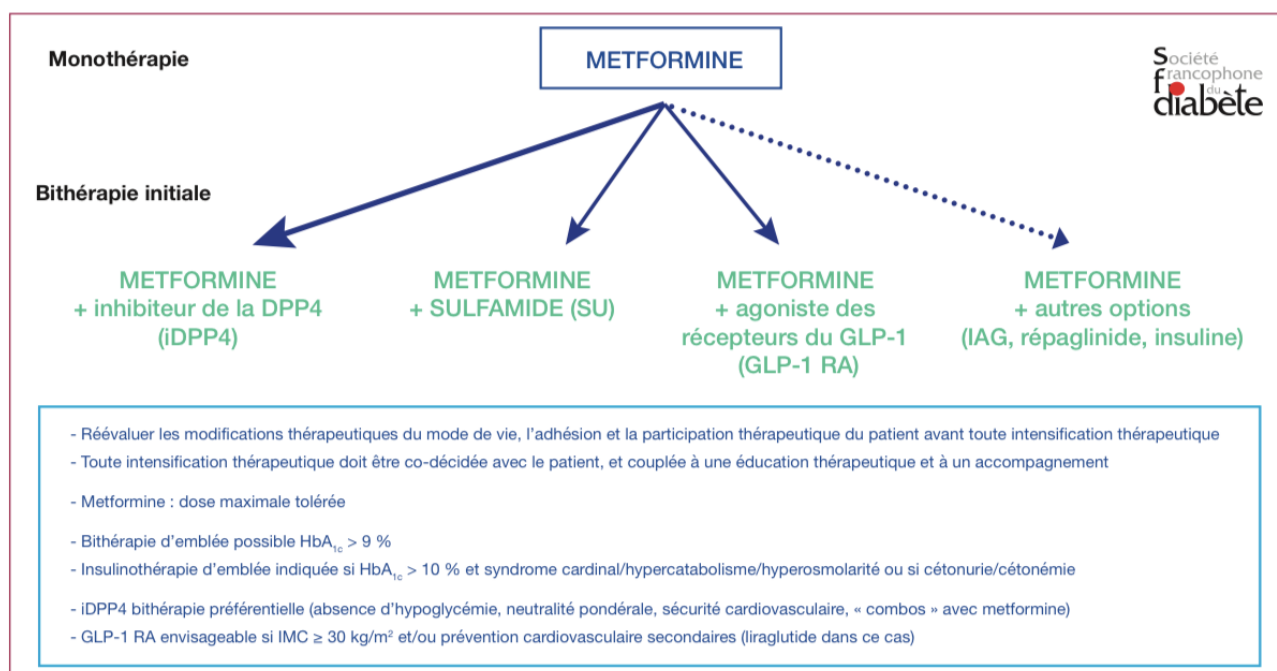 Monothérapie
METFORMINE
Société
francophone
du
diabète
Bithérapie initiale
METFORMINE
+ inhibiteur de la DPP4
(iDPP4)
METFORMINE
+ SULFAMIDE (SU)
METFORMINE
+ agoniste des
récepteurs du GLP-1
(GLP-1 RA)
METFORMINE
+ autres options
(IAG, répaglinide, insuline)
- Réévaluer les modifications thérapeutiques du mode de vie, l’adhésion et la participation thérapeutique du patient avant toute intensification thérapeutique
- Toute intensification thérapeutique doit être co-décidée avec le patient, et couplée à une éducation thérapeutique et à un accompagnement
- Metformine : dose maximale tolérée
- Bithérapie d’emblée possible HbA1c > 9 %
- Insulinothérapie d’emblée indiquée si HbA1c > 10 % et syndrome cardinal/hypercatabolisme/hyperosmolarité ou si cétonurie/cétonémie
- iDPP4 bithérapie préférentielle (absence d’hypoglycémie, neutralité pondérale, sécurité cardiovasculaire, « combos » avec metformine)
- GLP-1 RA envisageable si IMC ≥ 30 kg/m² et/ou prévention cardiovasculaire secondaires (liraglutide dans ce cas)